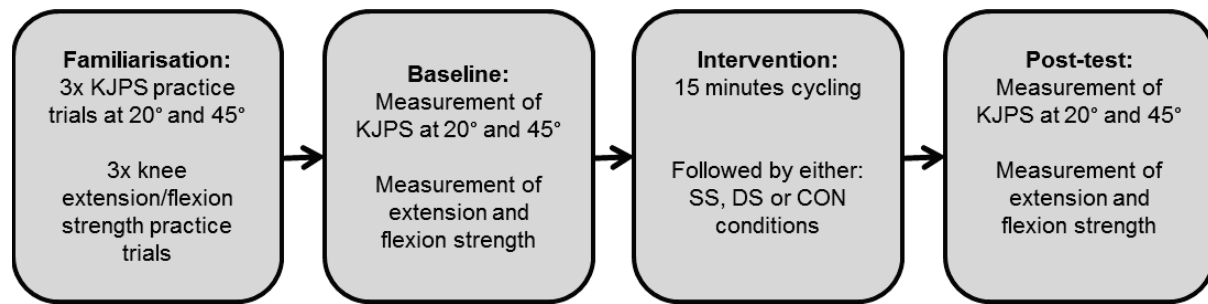 Familiarisation:
3x KJPS practice
trials at 20° and 45°
3x knee
extension/flexion
strength practice
trials
Baseline:
Measurement of
KJPS at 20° and 45°
Measurement of
extension and
flexion strength
Intervention:
15 minutes cycling
Followed by either:
SS, DS or CON
conditions
Post-test:
Measurement of
KJPS at 20° and 45°
Measurement of
extension and
flexion strength